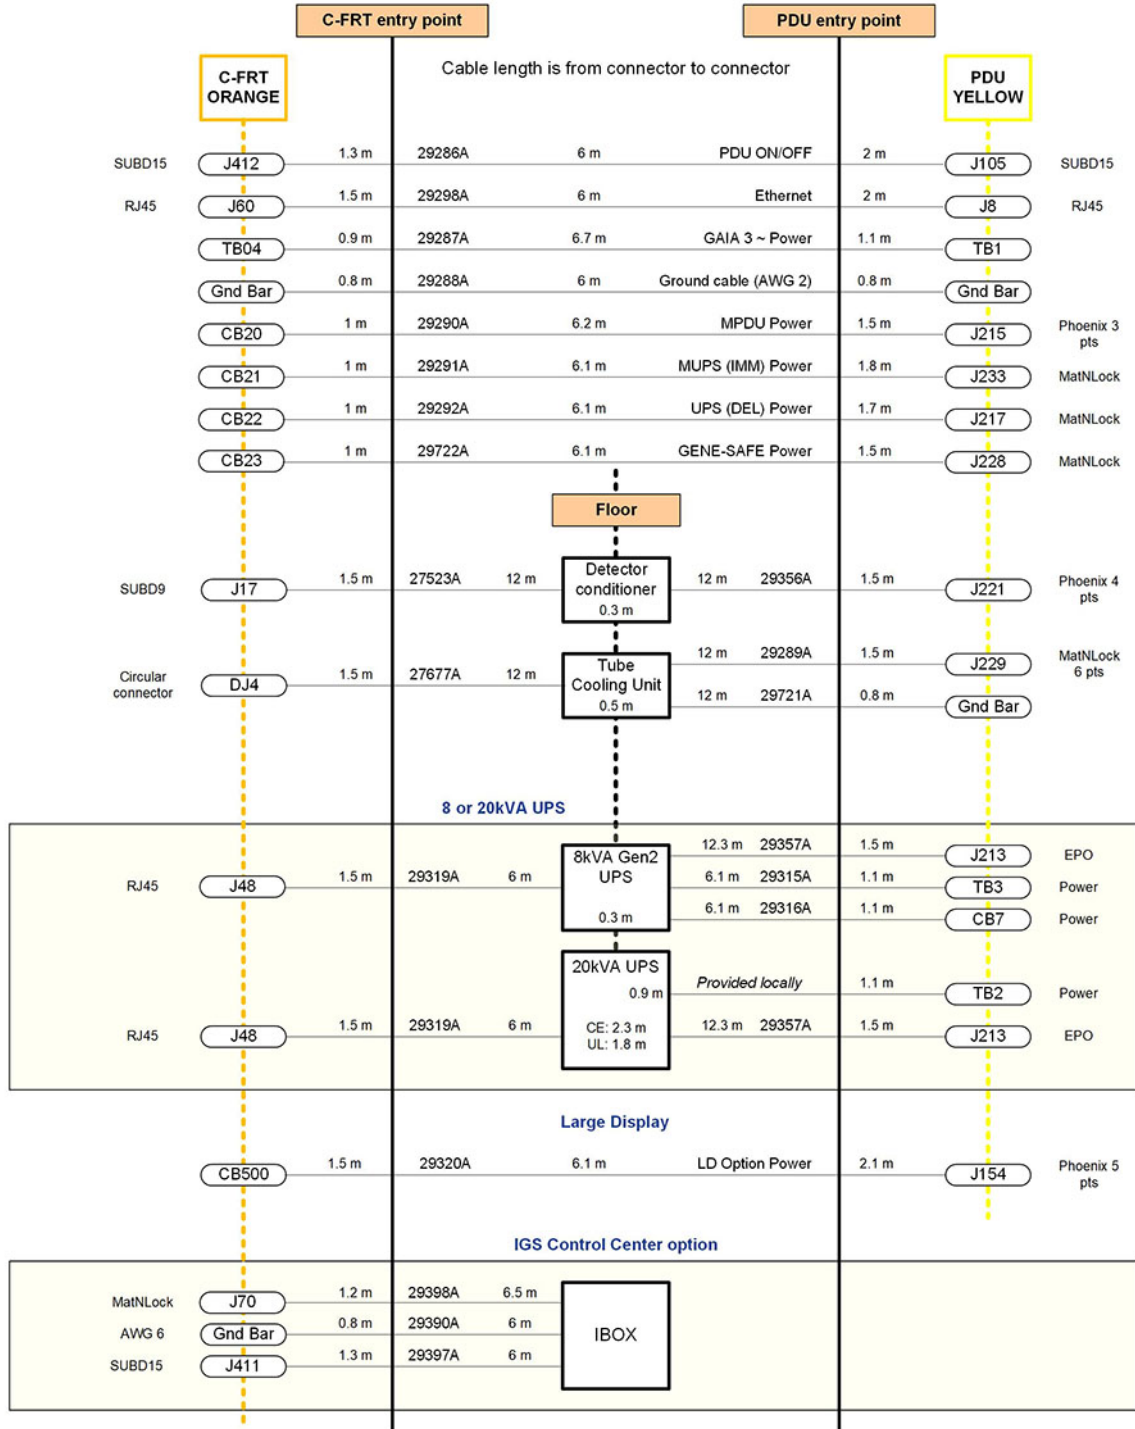 C-FRT entry point
PDU entry point
Cable length is from connector to connector
C-FRT
ORANGE
PDU
YELLOW
SUBD15 J412 1.3 m 29286A 6 m PDU ON/OFF 2 m J105 SUBD15
RJ45 J60 1.5 m 29298A 6 m Ethernet 2 m J8 RJ45
TB04 0.9 m 29287A 6.7 m GAIA 3 ~ Power 1.1 m TB1
Gnd Bar 0.8 m 29288A 6 m Ground cable (AWG 2) 0.8 m Gnd Bar
CB20 1 m 29290A 6.2 m MPDU Power 1.5 m J215 Phoenix 3
pts
CB21 1 m 29291A 6.1 m MUPS (IMM) Power 1.8 m J233 MatNLock
CB22 1 m 29292A 6.1 m UPS (DEL) Power 1.7 m J217 MatNLock
CB23 1 m 29722A 6.1 m GENE-SAFE Power 1.5 m J228 MatNLock
Floor
SUBD9 J17 1.5 m 27523A 12 m
Detector
conditioner
0.3 m
12 m 29356A 1.5 m J221 Phoenix 4
pts
Circular
connector
DJ4 1.5 m 27677A 12 m
Tube
Cooling Unit
0.5 m
12 m 29289A 1.5 m J229 MatNLock
6 pts
12 m 29721A 0.8 m Gnd Bar
8 or 20kVA UPS
RJ45 J48 1.5 m 29319A 6 m
8kVA Gen2
UPS
0.3 m
12.3 m 29357A 1.5 m J213 EPO
6.1 m 29315A 1.1 m TB3 Power
6.1 m 29316A 1.1 m CB7 Power
20kVA UPS
0.9 m
Provided locally 1.1 m TB2 Power
RJ45 J48 1.5 m 29319A 6 m
CE: 2.3 m
UL: 1.8 m
12.3 m 29357A 1.5 m J213 EPO
Large Display
CB500 1.5 m 29320A 6.1 m LD Option Power 2.1 m J154 Phoenix 5
pts
IGS Control Center option
MatNLock J70 1.2 m 29398A 6.5 m
AWG 6 Gnd Bar 0.8 m 29390A 6 m
IBOX
SUBD15 J411 1.3 m 29397A 6 m